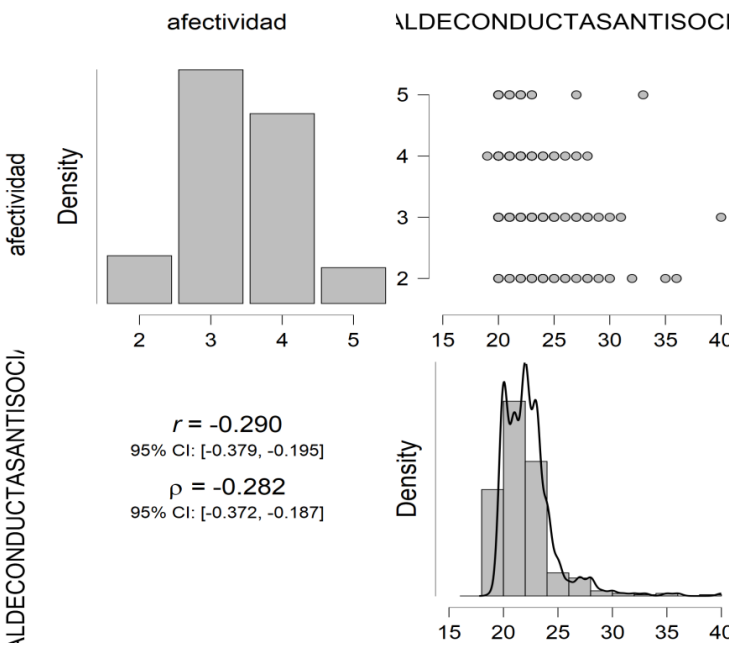 afectividad
ALDECONDUCTASANTISOCI
afectividad
Density
2 3 4 5
5
4
3
2
15 20 25 30 35 40
ALDECONDUCTASANTISOCI
r = -0.290
95% CI: [-0.379, -0.195]
ρ = -0.282
95% CI: [-0.372, -0.187]
Density
15 20 25 30 35 40